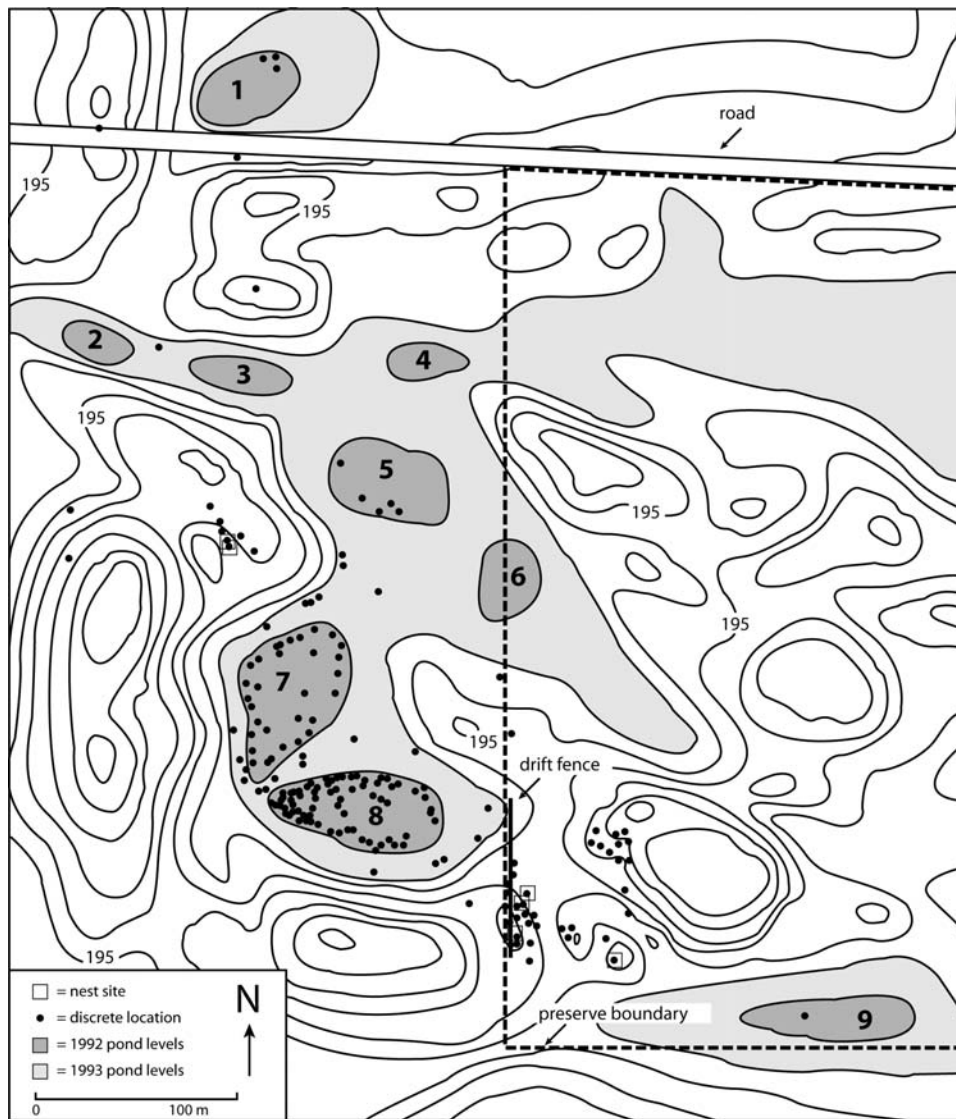 1
road
195
195
2
3
4
195
5
195
6
195
7
195
drift fence
8
195
= nest site
= discrete location
= 1992 pond levels
= 1993 pond levels
N
0 100 m
preserve boundary
9